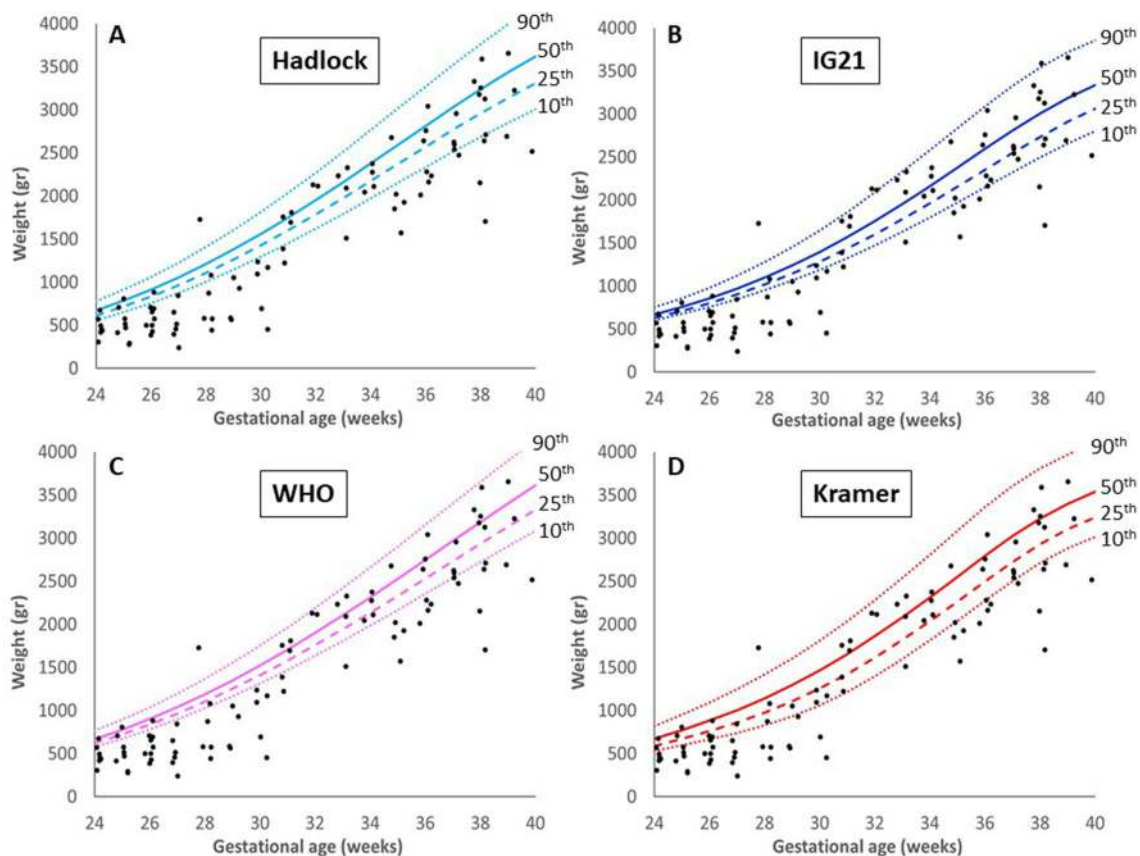 A
Hadlock
90th
50th
25th
10th
4000
3500
3000
2500
2000
1500
1000
500
0
Weight (gr)
24 26 28 30 32 34 36 38 40
Gestational age (weeks)
B
IG21
90th
50th
25th
10th
4000
3500
3000
2500
2000
1500
1000
500
0
Weight (gr)
24 26 28 30 32 34 36 38 40
Gestational age (weeks)
C
WHO
90th
50th
25th
10th
4000
3500
3000
2500
2000
1500
1000
500
0
Weight (gr)
24 26 28 30 32 34 36 38 40
Gestational age (weeks)
D
Kramer
90th
50th
25th
10th
4000
3500
3000
2500
2000
1500
1000
500
0
Weight (gr)
24 26 28 30 32 34 36 38 40
Gestational age (weeks)